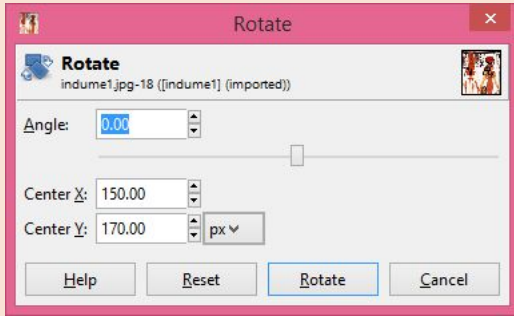 Rotate
Rotate
indume1.jpg-18 ([indume1] (imported))
Angle: 0.00
Center X: 150.00
Center Y: 170.00 px
Help Reset Rotate Cancel